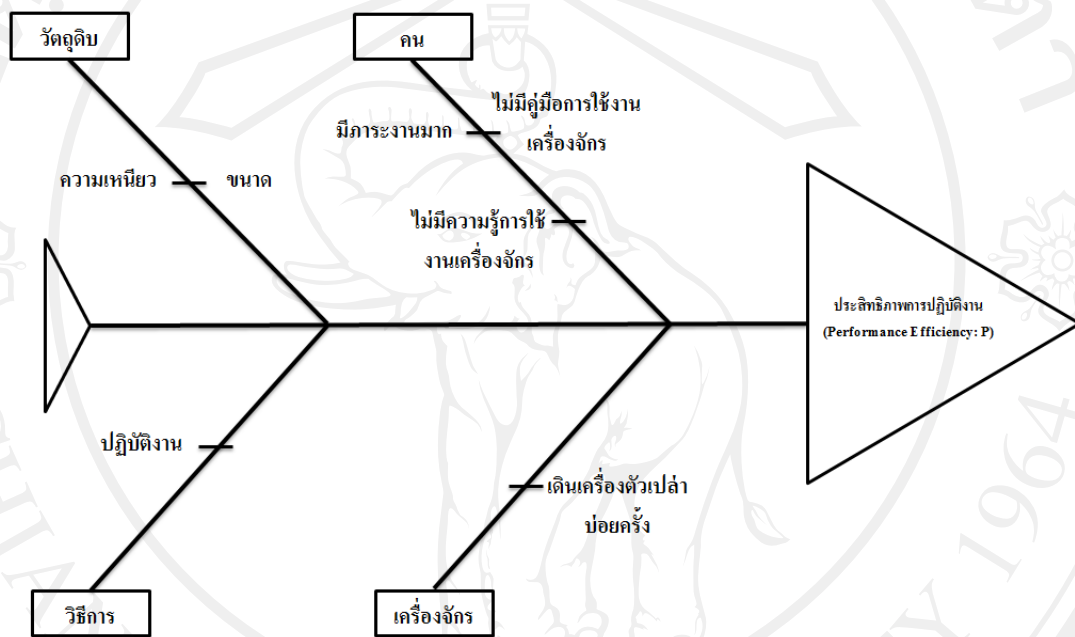 วัตถุดิบ
คน
ไม่มีคู่มือการใช้งาน
เครื่องจักร
มีภาระงานมาก
ความเหนียว
ขนาด
ไม่มีความรู้การใช้
งานเครื่องจักร
ประสิทธิภาพการปฏิบัติงาน
(Performance Efficiency: P)
ปฏิบัติงาน
เดินเครื่องตัวเปล่า
บ่อยครั้ง
วิธีการ
เครื่องจักร
1964